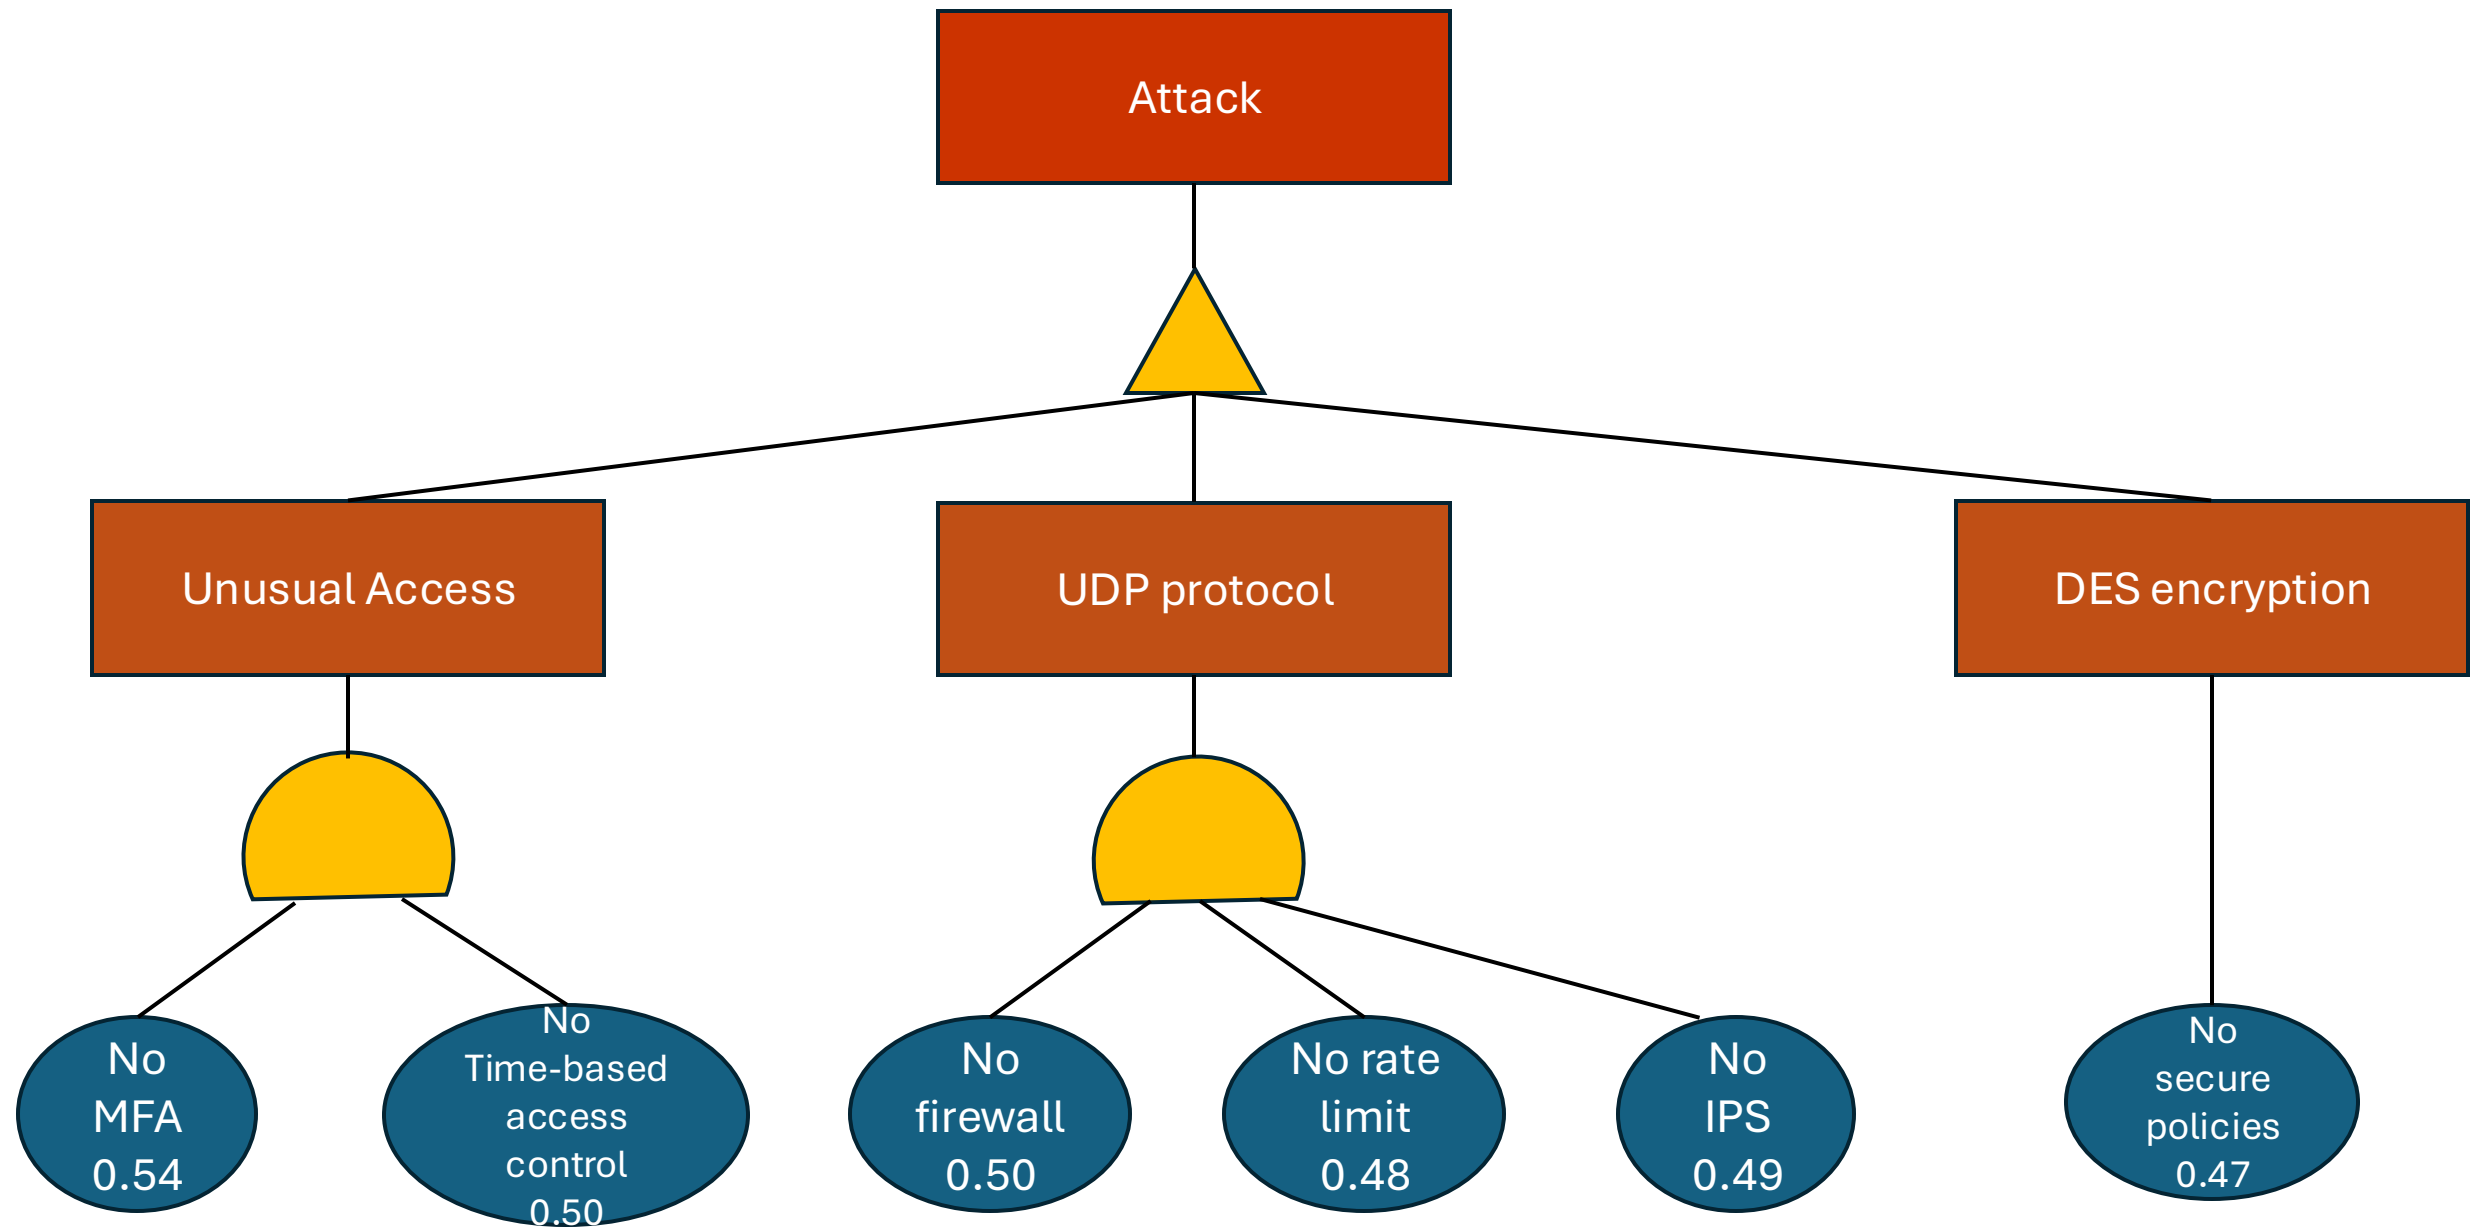 Attack
Unusual Access
UDP protocol
DES encryption
No
MFA
0.54
No
Time-based
access
control
0.50
No
firewall
0.50
No rate
limit
0.48
No
IPS
0.49
No
secure
policies
0.47